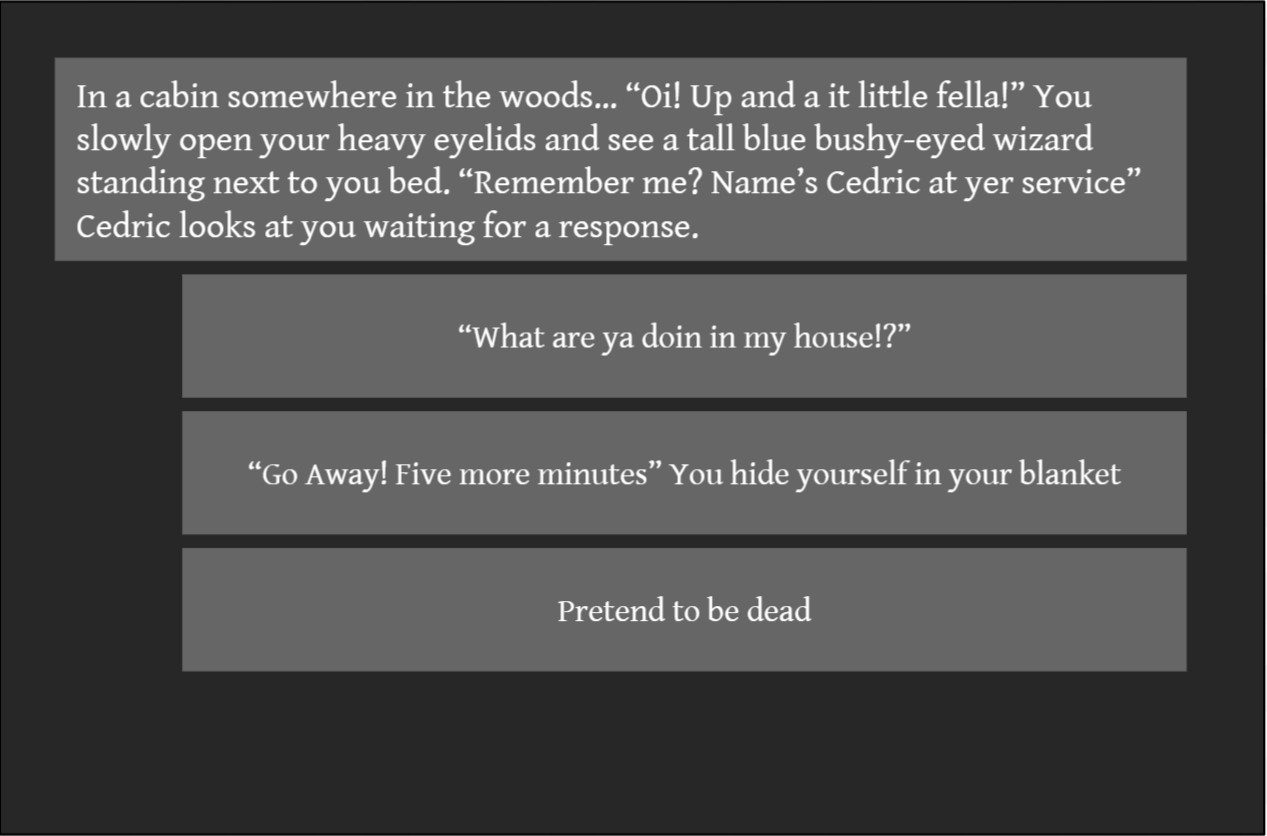 In a cabin somewhere in the woods... “Oi! Up and a it little fella!” You
slowly open your heavy eyelids and see a tall blue bushy-eyed wizard
standing next to you bed. “Remember me? Name’s Cedric at yer service”
Cedric looks at you waiting for a response.
“What are ya doin in my house!?”
“Go Away! Five more minutes” You hide yourself in your blanket
Pretend to be dead